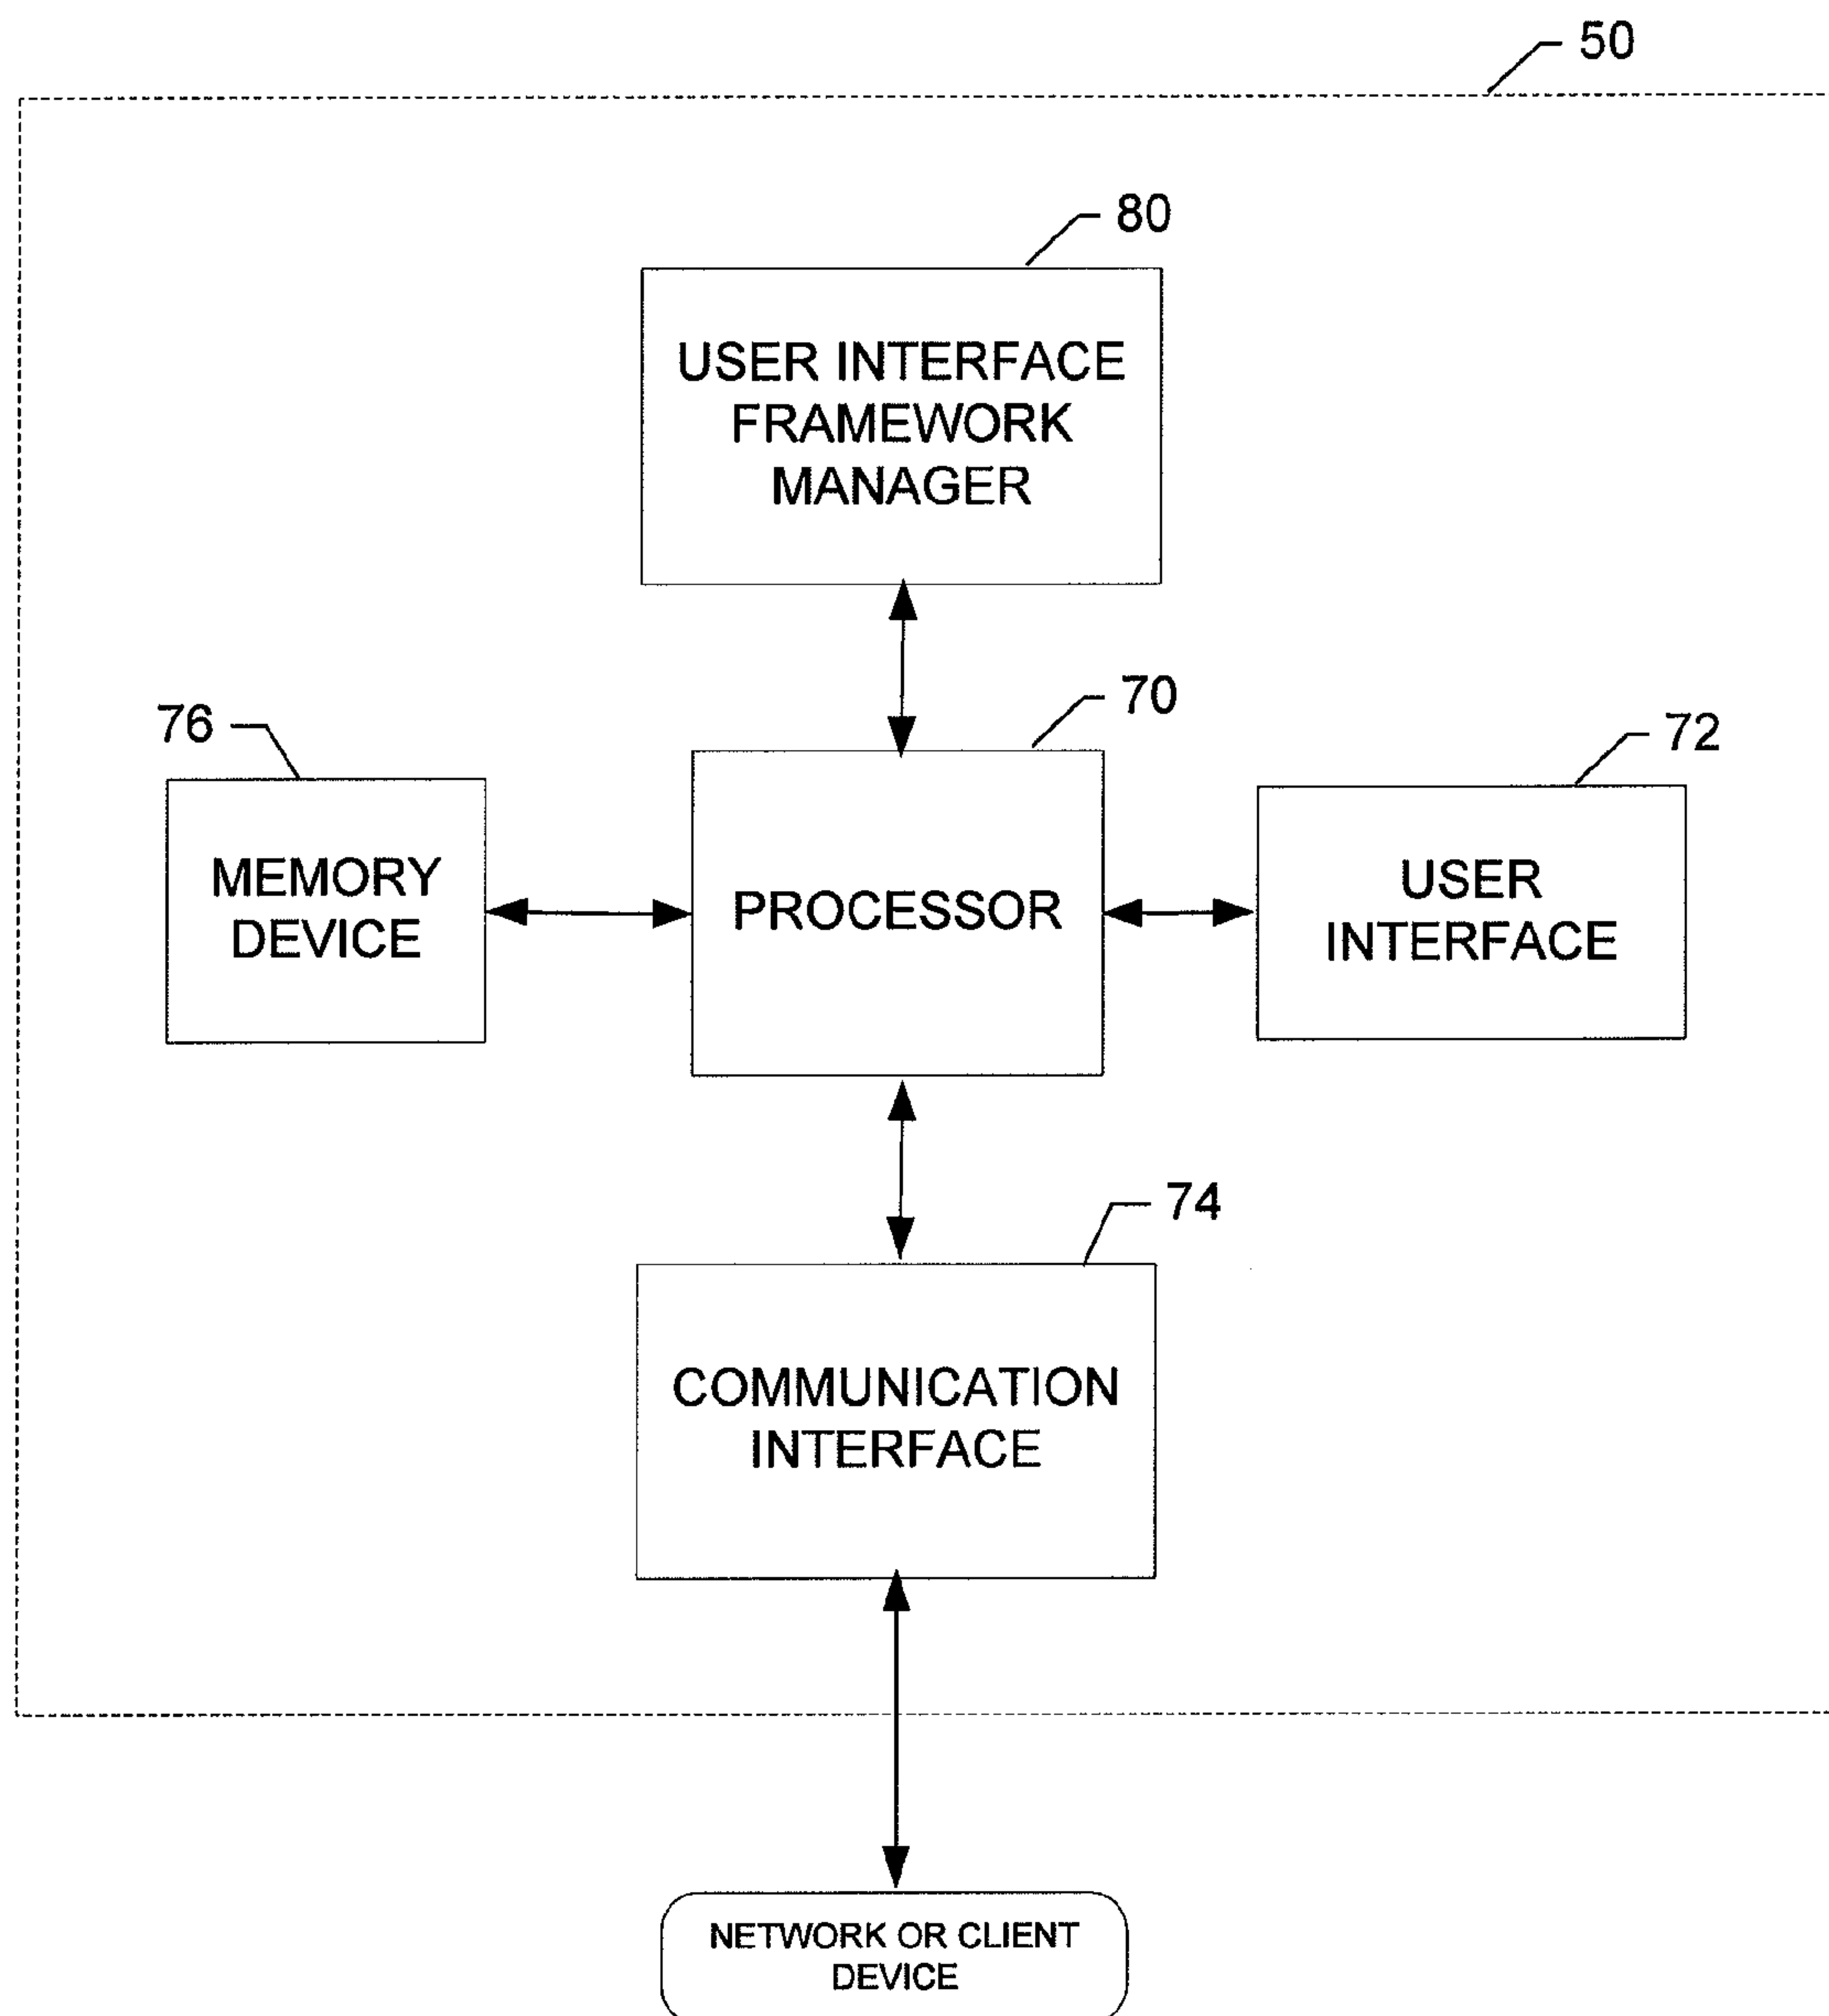 50
80
USER INTERFACE
FRAMEWORK
MANAGER
76
70
72
MEMORY
DEVICE
PROCESSOR
USER
INTERFACE
74
COMMUNICATION
INTERFACE
NETWORK OR CLIENT
DEVICE